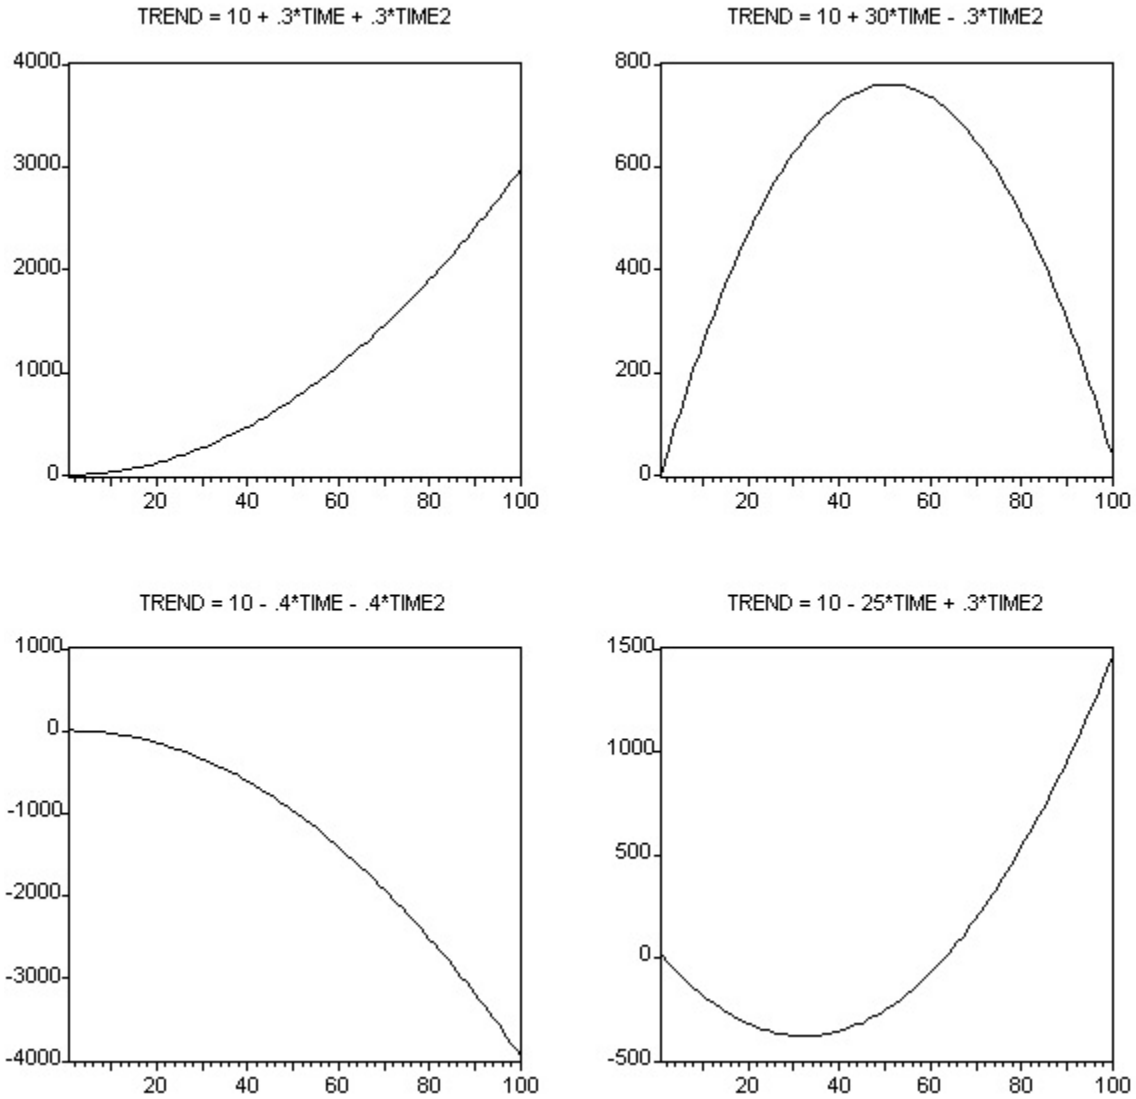 TREND = 10 + .3*TIME + .3*TIME2
4000
3000
2000
1000
0
20 40 60 80 100
TREND = 10 + 30*TIME - .3*TIME2
800
600
400
200
0
20 40 60 80 100
TREND = 10 - .4*TIME - .4*TIME2
1000
0
-1000
-2000
-3000
-4000
20 40 60 80 100
TREND = 10 - 25*TIME + .3*TIME2
1500
1000
500
0
-500
20 40 60 80 100